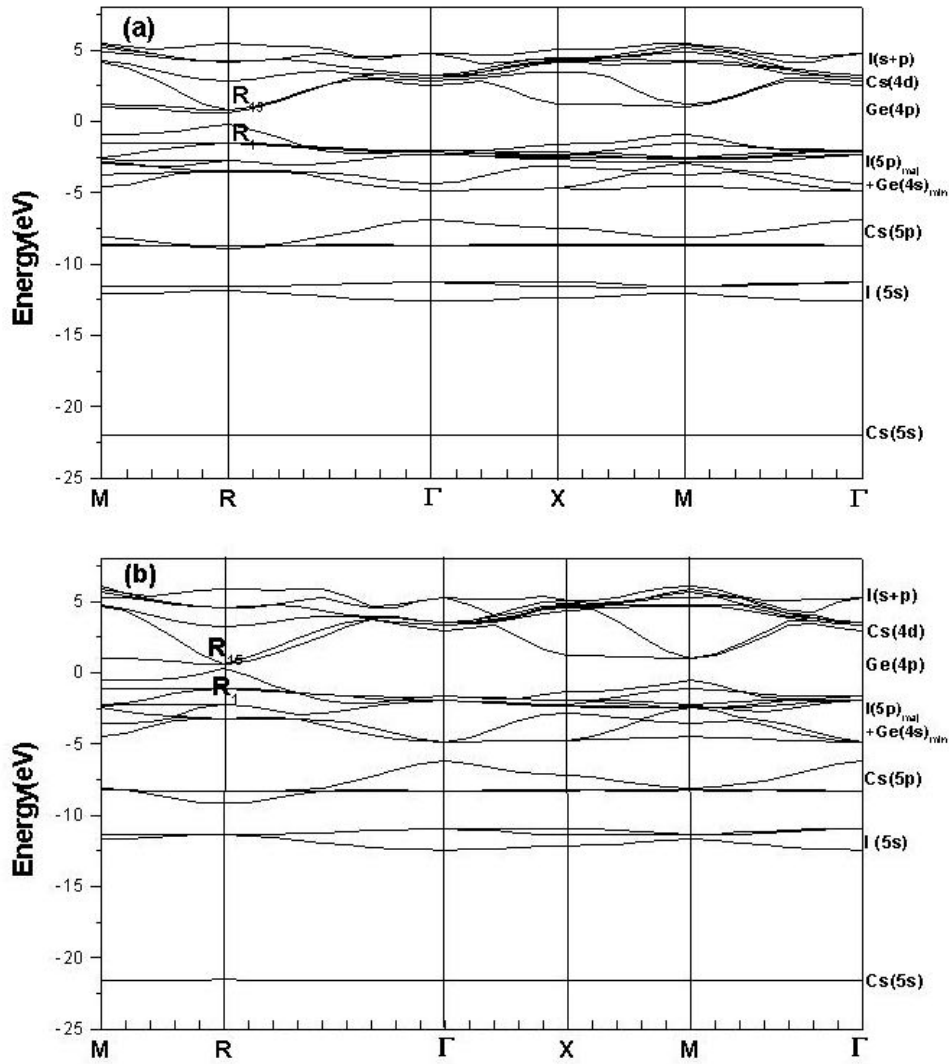 (a)
Energy(eV)
5
0
-5
-10
-15
-20
-25
R15
R1
I(s+p)
Cs(4d)
Ge(4p)
I(5p)maj
+Ge(4s)min
Cs(5p)
I (5s)
Cs(5s)
M R Γ X M Γ
(b)
Energy(eV)
5
0
-5
-10
-15
-20
-25
R15
R1
I(s+p)
Cs(4d)
Ge(4p)
I(5p)maj
+Ge(4s)min
Cs(5p)
I (5s)
Cs(5s)
M R Γ X M Γ